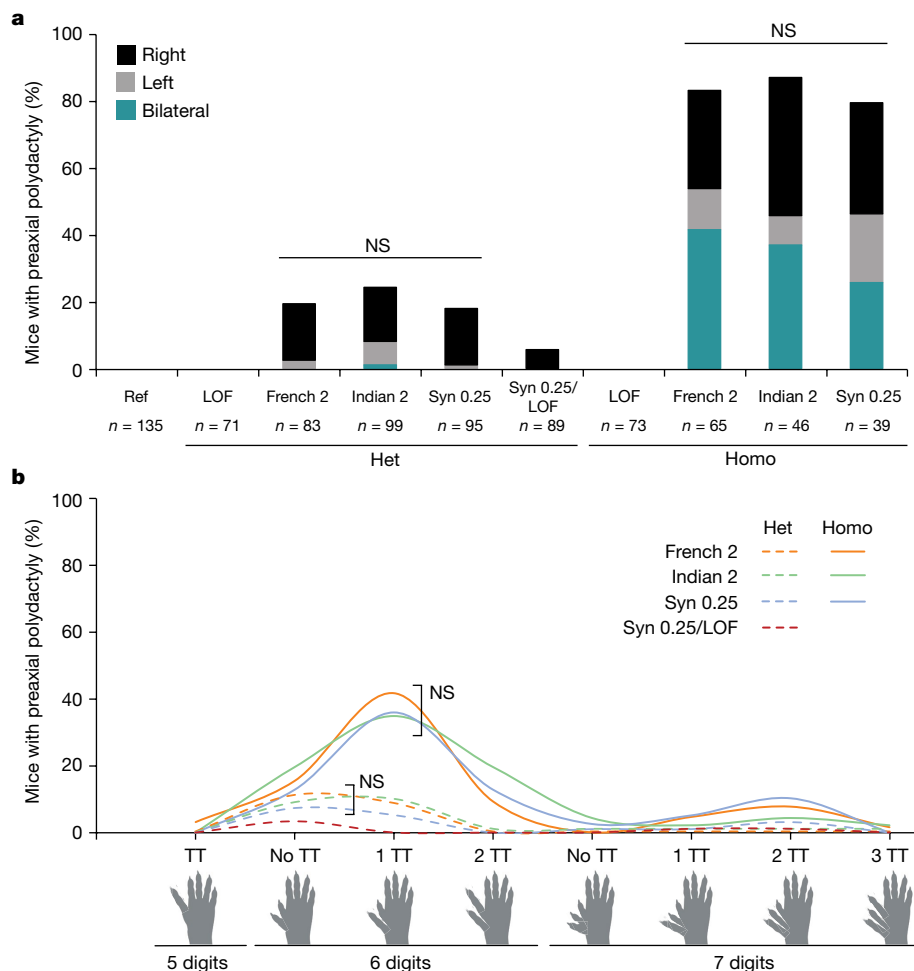 a
Mice with preaxial polydactyly (%)
100
80
60
40
20
0
Right
Left
Bilateral
NS
NS
Ref
LOF
French 2
Indian 2
Syn 0.25
Syn 0.25/
LOF
LOF
French 2
Indian 2
Syn 0.25
n = 135
n = 71
n = 83
n = 99
n = 95
n = 89
n = 73
n = 65
n = 46
n = 39
Het
Homo
b
Mice with preaxial polydactyly (%)
100
80
60
40
20
0
Het Homo
French 2
Indian 2
Syn 0.25
Syn 0.25/LOF
NS
NS
TT
No TT
1 TT
2 TT
No TT
1 TT
2 TT
3 TT
5 digits
6 digits
7 digits